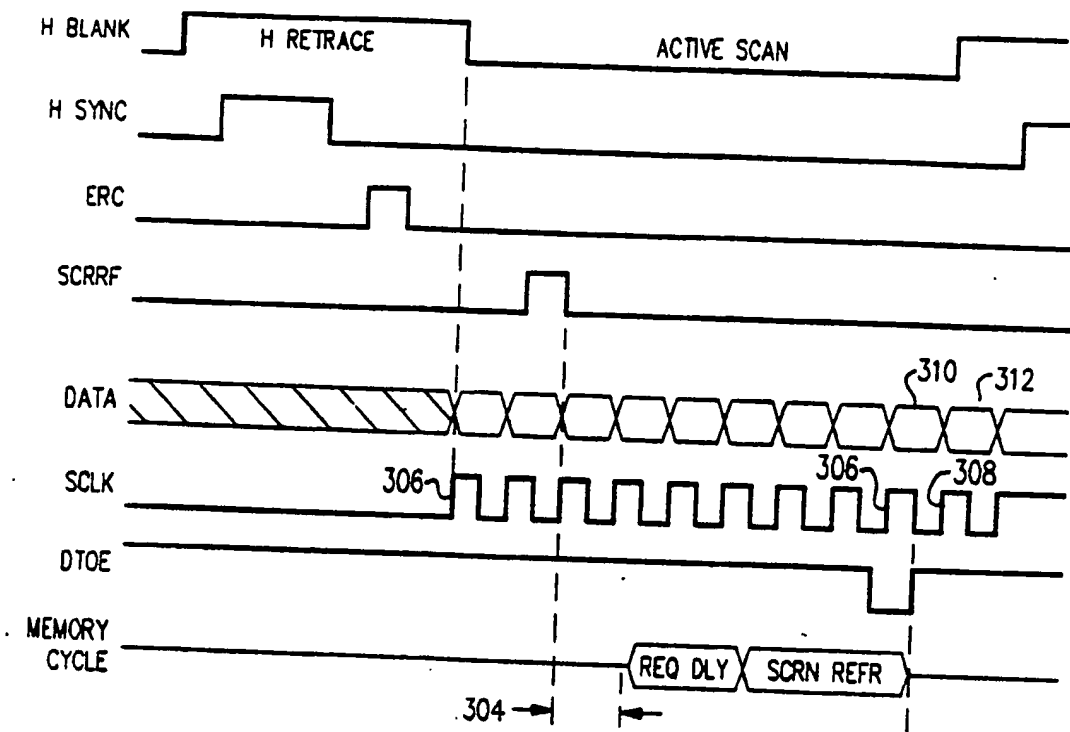 H BLANK
H RETRACE
ACTIVE SCAN
H SYNC
ERC
SCRRF
DATA
310
312
SCLK
306
306
308
DTOE
MEMORY
CYCLE
REQ DLY
SCRN REFR
304